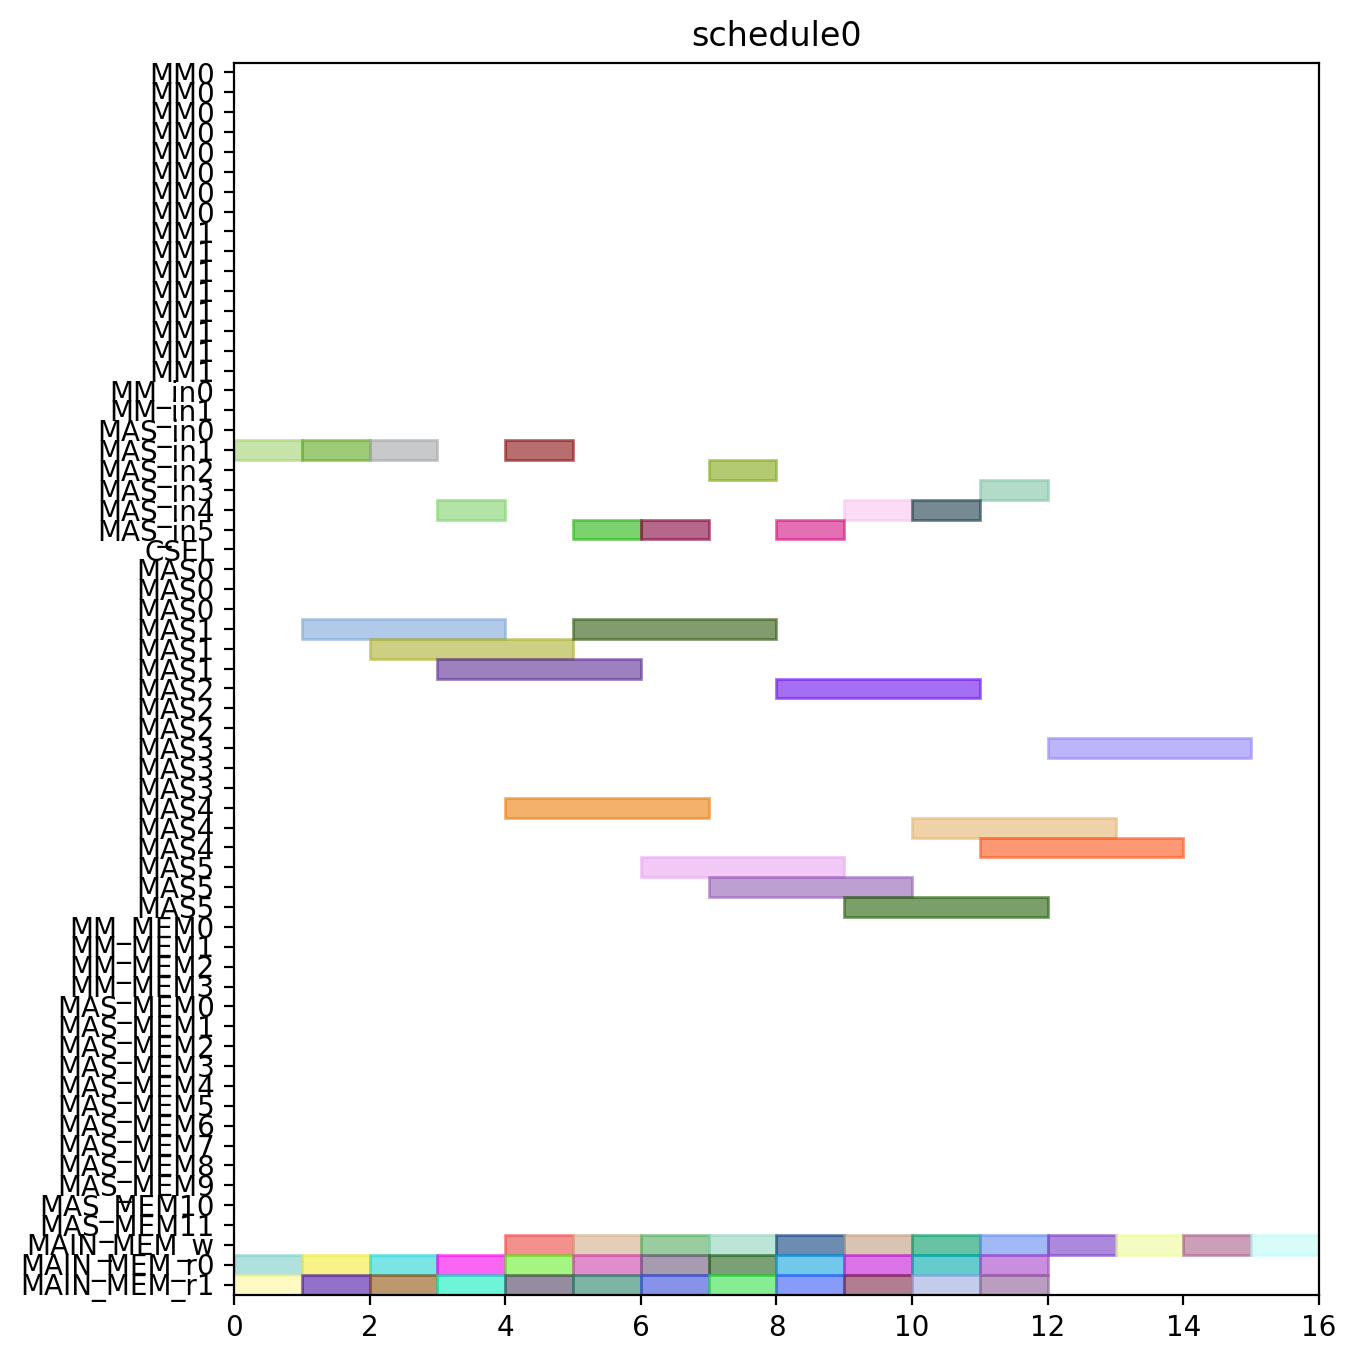 schedule0
MM0
MM0
MM0
MM0
MM0
MM0
MM0
MM0
MM1
MM1
MM1
MM1
MM1
MM1
MM1
MM1
MM_in0
MM_in1
MAS_in0
MAS_in1
MAS_in2
MAS_in3
MAS_in4
MAS_in5
CSEL
MAS0
MAS0
MAS0
MAS1
MAS1
MAS1
MAS2
MAS2
MAS2
MAS3
MAS3
MAS3
MAS4
MAS4
MAS4
MAS5
MAS5
MAS5
MM_MEM0
MM_MEM1
MM_MEM2
MM_MEM3
MAS_MEM0
MAS_MEM1
MAS_MEM2
MAS_MEM3
MAS_MEM4
MAS_MEM5
MAS_MEM6
MAS_MEM7
MAS_MEM8
MAS_MEM9
MAS_MEM10
MAS_MEM11
MAIN_MEM_w
MAIN_MEM_r0
MAIN_MEM_r1
0 2 4 6 8 10 12 14 16